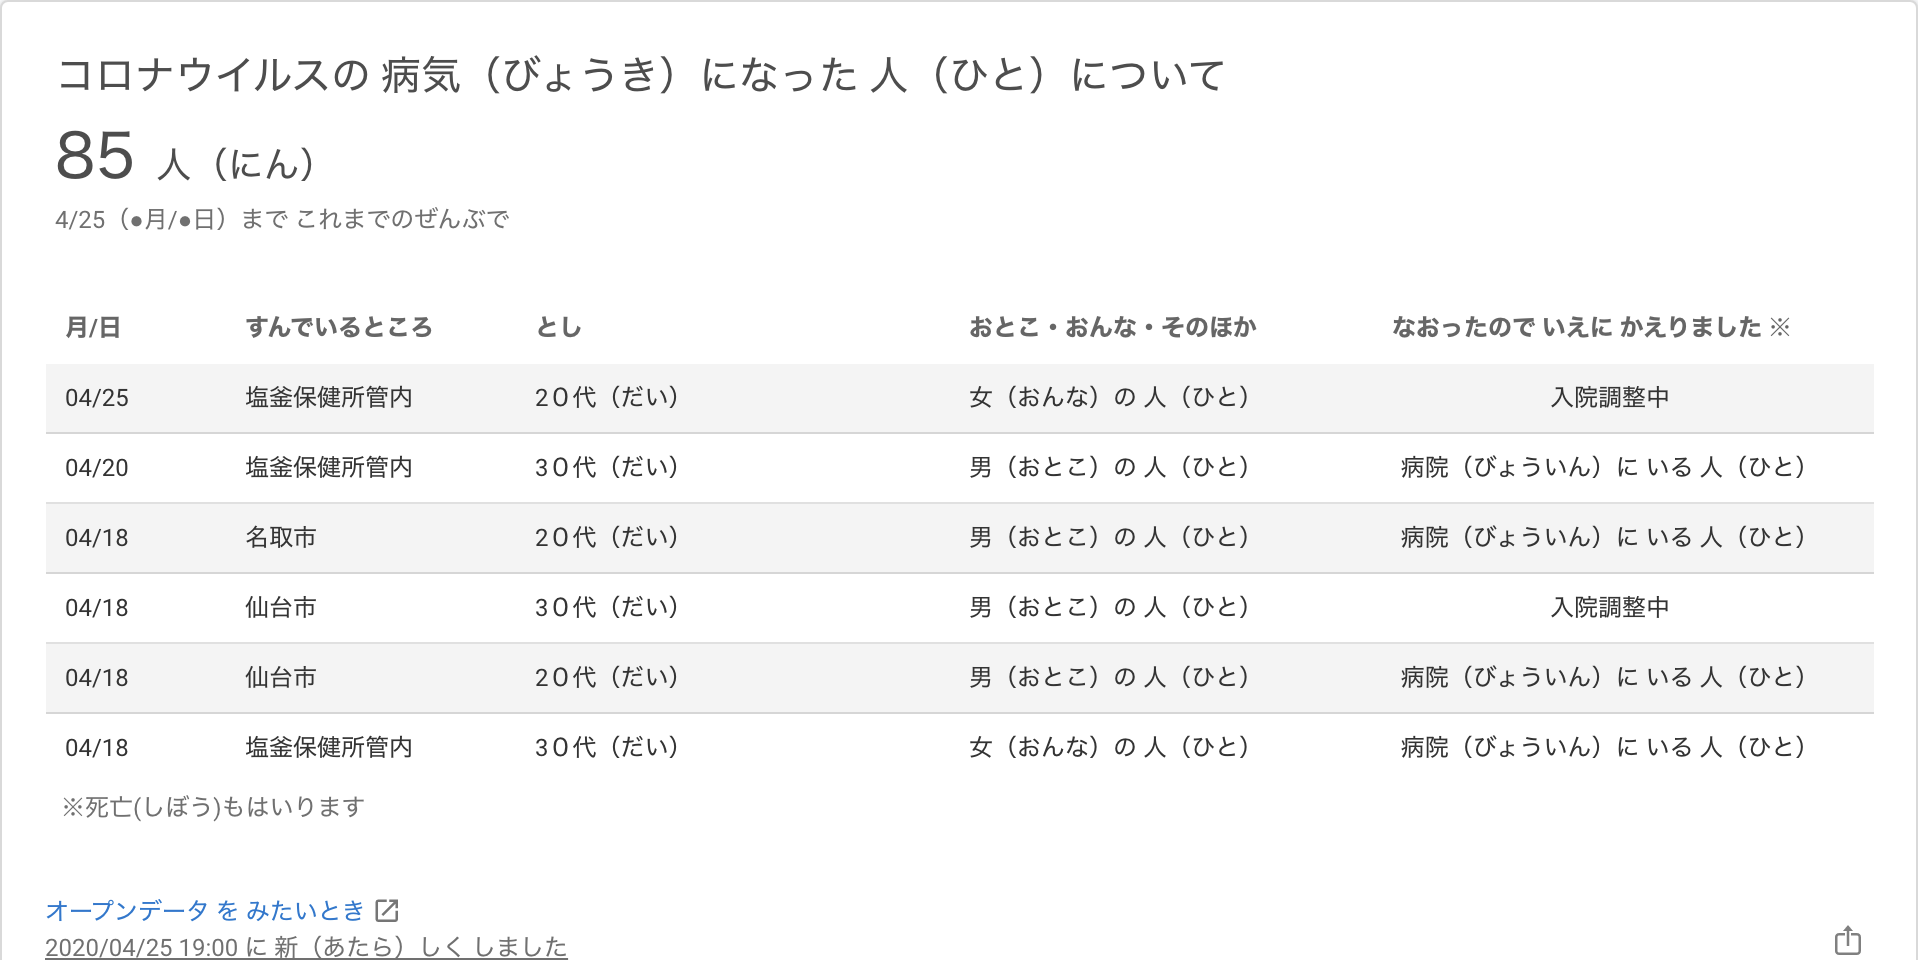 コロナウイルスの 病気（びょうき）になった 人（ひと）について
85 人（にん）
4/25（●月/●日）まで これまでのぜんぶで
月/日 すんでいるところ とし おとこ・おんな・そのほか なおったので いえに かえりました ※
04/25 塩釜保健所管内 2０代（だい） 女（おんな）の 人（ひと） 入院調整中
04/20 塩釜保健所管内 3０代（だい） 男（おとこ）の 人（ひと） 病院（びょういん）に いる 人（ひと）
04/18 名取市 2０代（だい） 男（おとこ）の 人（ひと） 病院（びょういん）に いる 人（ひと）
04/18 仙台市 3０代（だい） 男（おとこ）の 人（ひと） 入院調整中
04/18 仙台市 2０代（だい） 男（おとこ）の 人（ひと） 病院（びょういん）に いる 人（ひと）
04/18 塩釜保健所管内 3０代（だい） 女（おんな）の 人（ひと） 病院（びょういん）に いる 人（ひと）
※死亡(しぼう)もはいります
オープンデータ を みたいとき
2020/04/25 19:00 に 新（あたら）しく しました